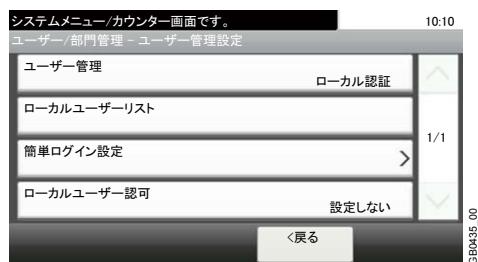 システムメニュー/カウンター画面です。
10:10
ユーザー/部門管理 - ユーザー管理設定
ユーザー管理
ローカル認証
ローカルユーザーリスト
1/1
簡単ログイン設定
ローカルユーザー認可
設定しない
<戻る
GB0435_00